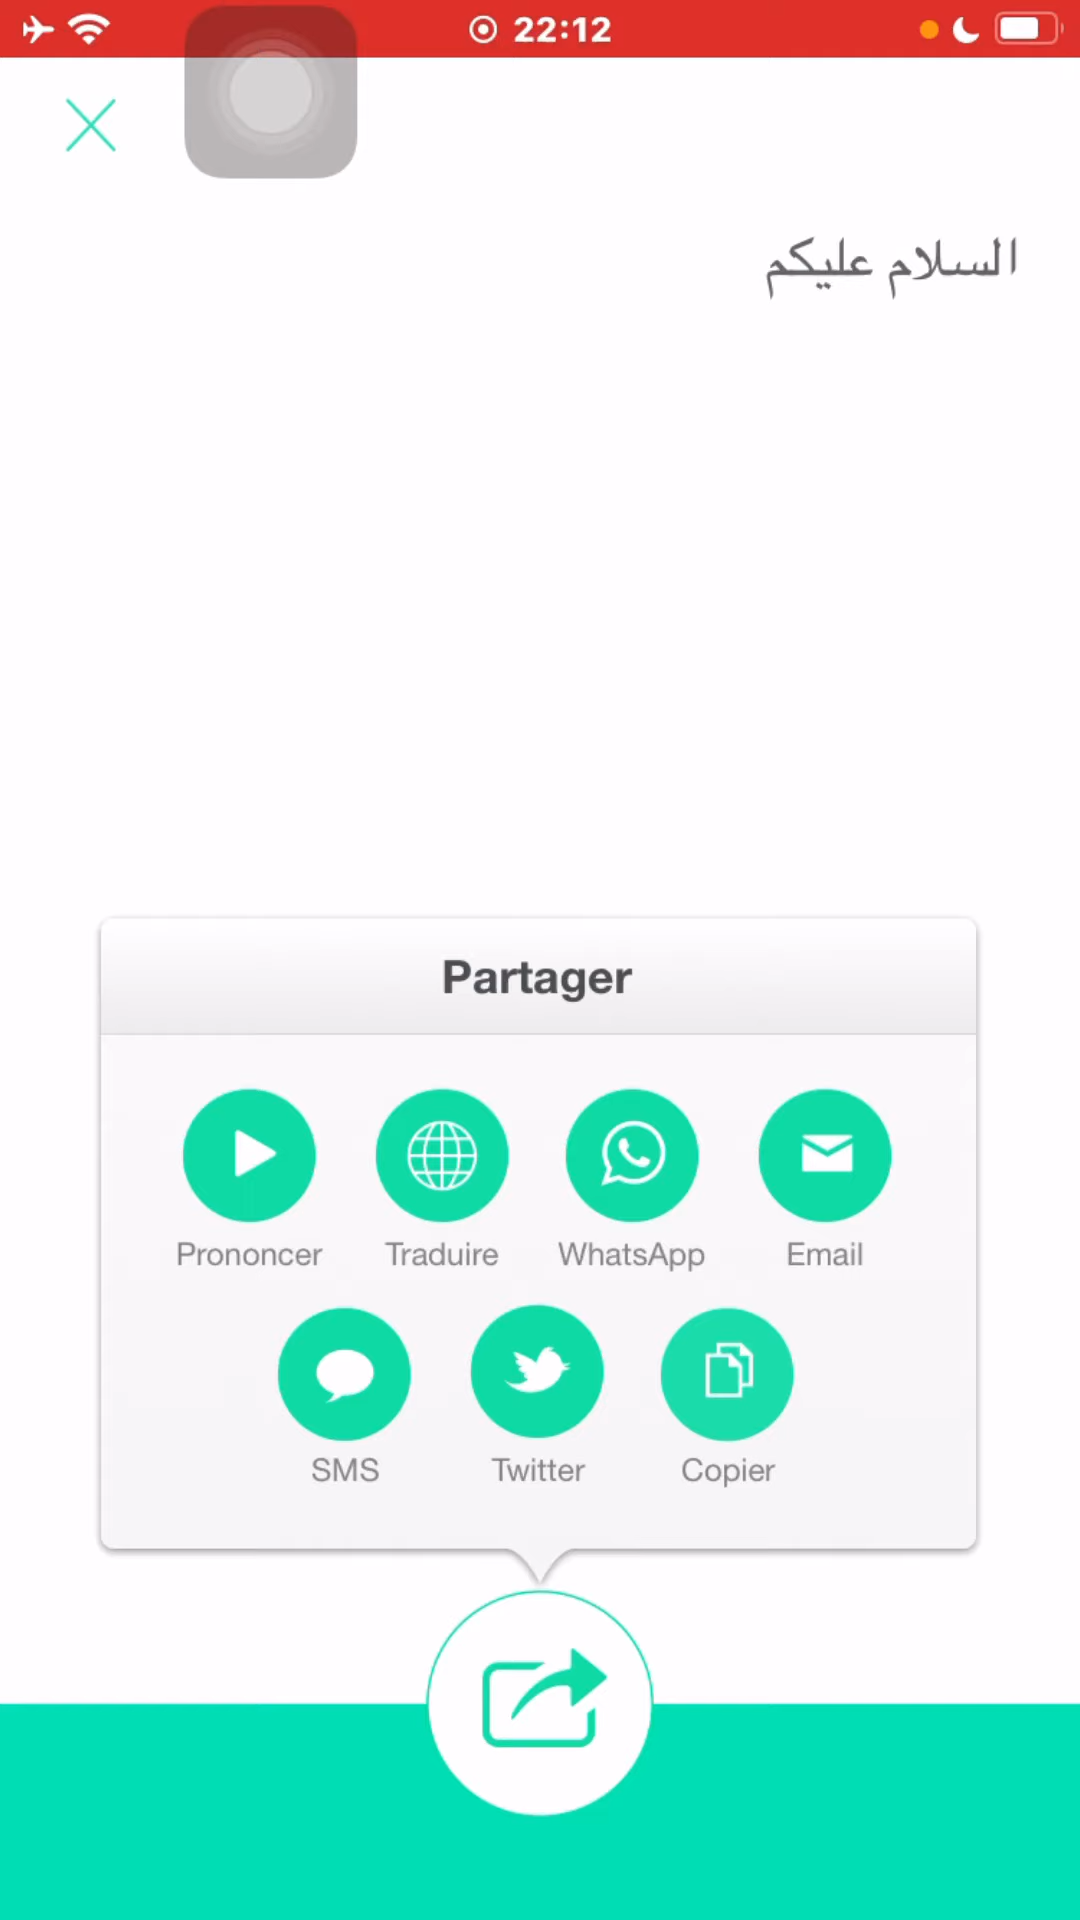 22:12
السلام عليكم
Partager
Prononcer Traduire WhatsApp Email
SMS Twitter Copier